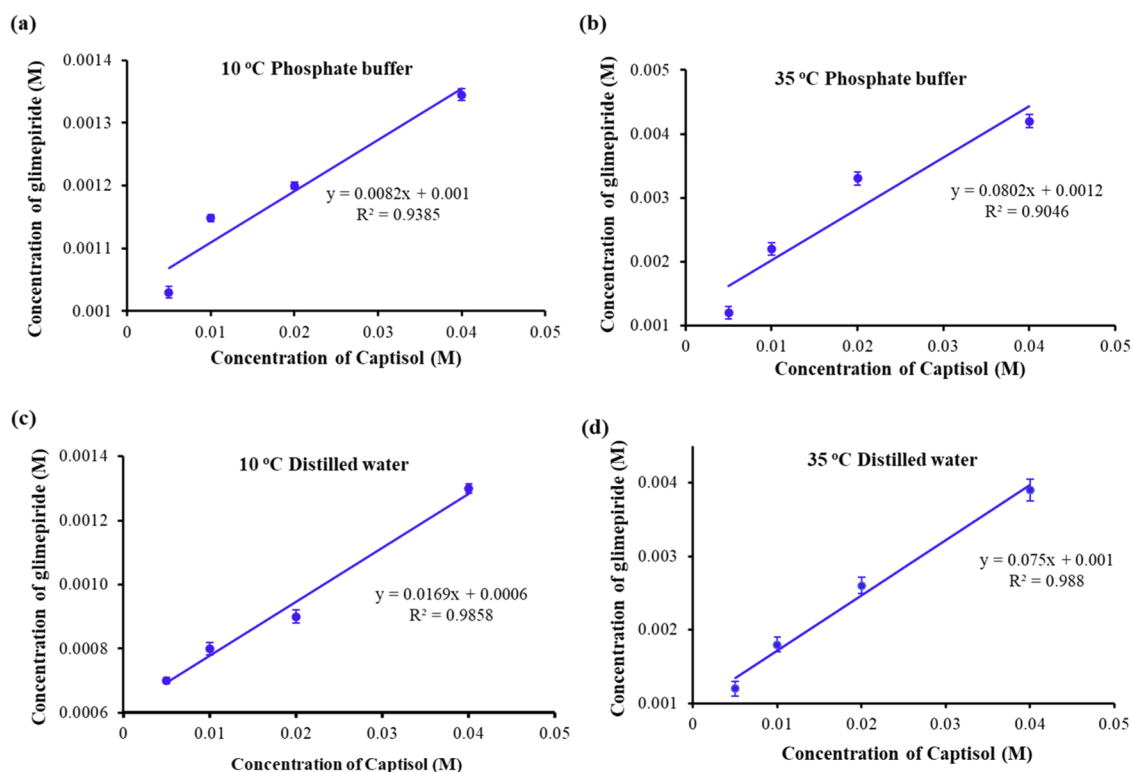 (a)
10 °C Phosphate buffer
Concentration of glimepiride (M)
0.0014
0.0013
0.0012
0.0011
0.001
y = 0.0082x + 0.001
R² = 0.9385
0 0.01 0.02 0.03 0.04 0.05
Concentration of Captisol (M)
(b)
35 °C Phosphate buffer
Concentration of glimepiride (M)
0.005
0.004
0.003
0.002
0.001
y = 0.0802x + 0.0012
R² = 0.9046
0 0.01 0.02 0.03 0.04 0.05
Concentration of Captisol (M)
(c)
10 °C Distilled water
Concentration of glimepiride (M)
0.0014
0.0012
0.0010
0.0008
0.0006
y = 0.0169x + 0.0006
R² = 0.9858
0 0.01 0.02 0.03 0.04 0.05
Concentration of Captisol (M)
(d)
35 °C Distilled water
Concentration of glimepiride (M)
0.004
0.003
0.002
0.001
y = 0.075x + 0.001
R² = 0.988
0 0.01 0.02 0.03 0.04 0.05
Concentration of Captisol (M)